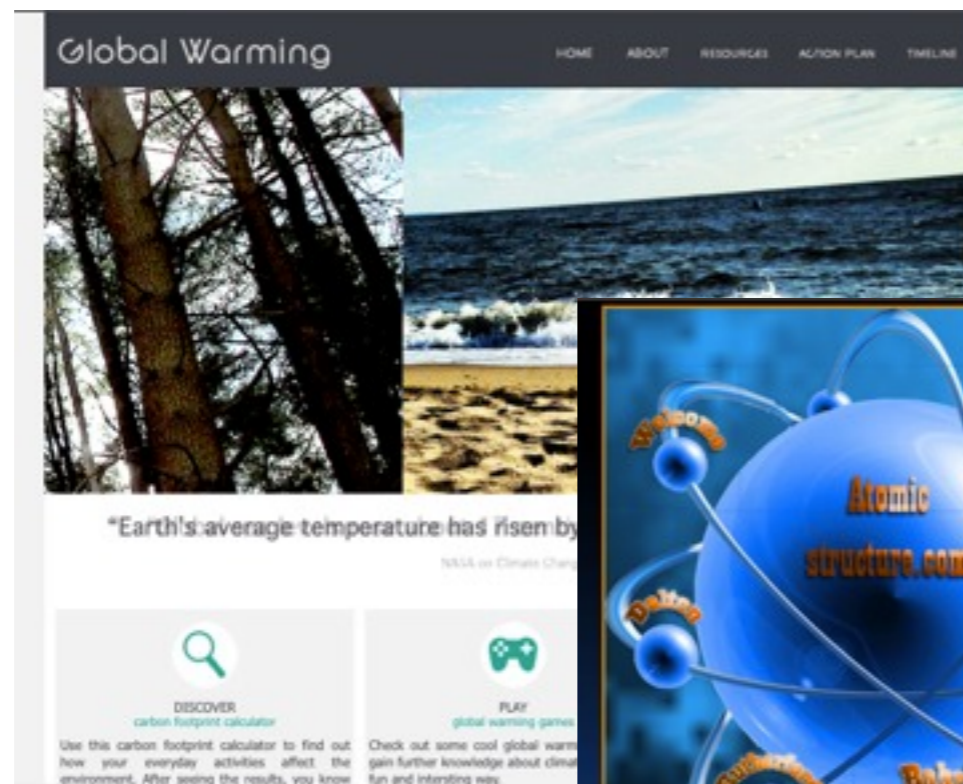 Global Warming
HOME ABOUT RESOURCES ACTION PLAN TIMELINE
“Earth's average temperature has risen by
NASA on Climate Chang
DISCOVER
carbon footprint calculator
Use this carbon footprint calculator to find out
how your everyday activities affect the
environment. After seeing the results, you know
PLAY
global warming games
Check out some cool global warm
gain further knowledge about climat
fun and intersting way.
Welcome
Atomic
structure.com
Dalton